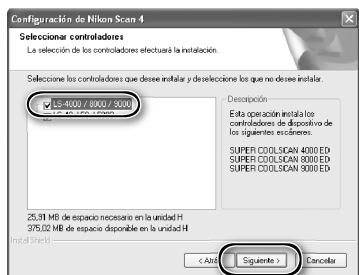 Configuración de Nikon Scan 4
Seleccionar controladores
La selección de los controladores efectuará la instalación.
Seleccione los controladores que desee instalar y deseleccione los que no desee instalar.
LS-4000 / 8000 / 9000
Descripción
Esta operación instala los
controladores de dispositivo de
los siguientes escáneres.
SUPER COOLSCAN 4000 ED
SUPER COOLSCAN 8000 ED
SUPER COOLSCAN 9000 ED
25,91 MB de espacio necesario en la unidad H
375,02 MB de espacio disponible en la unidad H
InstallShield
< Atrá
Siguiente >
Cancelar